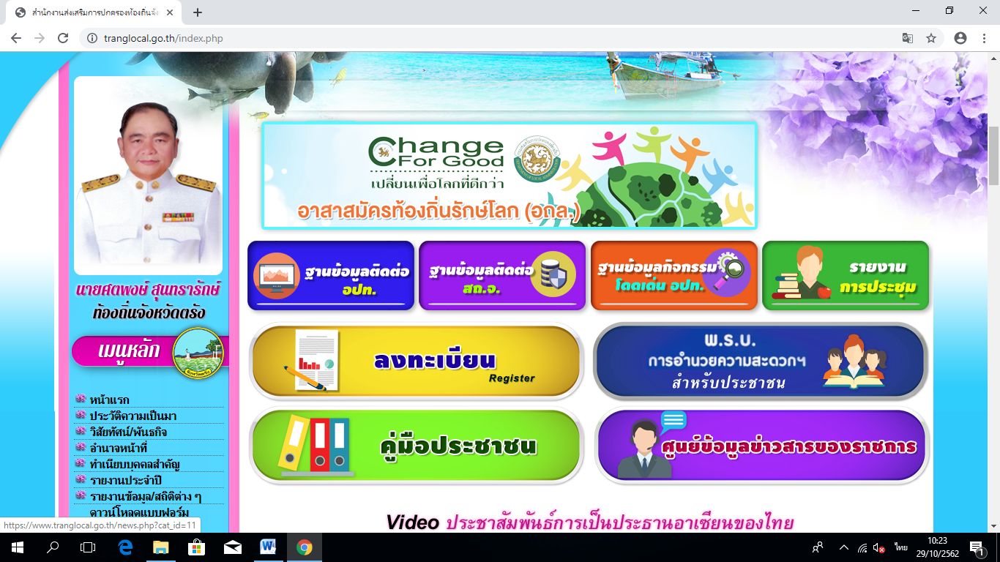 สำนักงานส่งเสริมการปกครองท้องถิ่นจัง
tranglocal.go.th/index.php
Change
For Good
เปลี่ยนเพื่อโลกที่ดีกว่า
อาสาสมัครท้องถิ่นรักษ์โลก (อถล.)
นายศตพงษ์ สุนทรารักษ์
ท้องถิ่นจังหวัดตรัง
ฐานข้อมูลติดต่อ
อปท.
ฐานข้อมูลติดต่อ
สถ.จ.
ฐานข้อมูลกิจกรรม
โดดเด่น อปท.
รายงาน
การประชุม
เมนูหลัก
จังหวัดตรัง
ลงทะเบียน
Register
พ.ร.บ.
การอำนวยความสะดวกฯ
สำหรับประชาชน
คู่มือประชาชน
ศูนย์ข้อมูลข่าวสารของราชการ
หน้าแรก
ประวัติความเป็นมา
วิสัยทัศน์/พันธกิจ
อำนาจหน้าที่
ทำเนียบบุคคลสำคัญ
รายงานประจำปี
รายงานข้อมูล/สถิติต่าง ๆ
ดาวน์โหลดแบบฟอร์ม
Video ประชาสัมพันธ์การเป็นประธานอาเซียนของไทย
https://www.tranglocal.go.th/news.php?cat_id=11
ไทย
10:23
29/10/2562
1